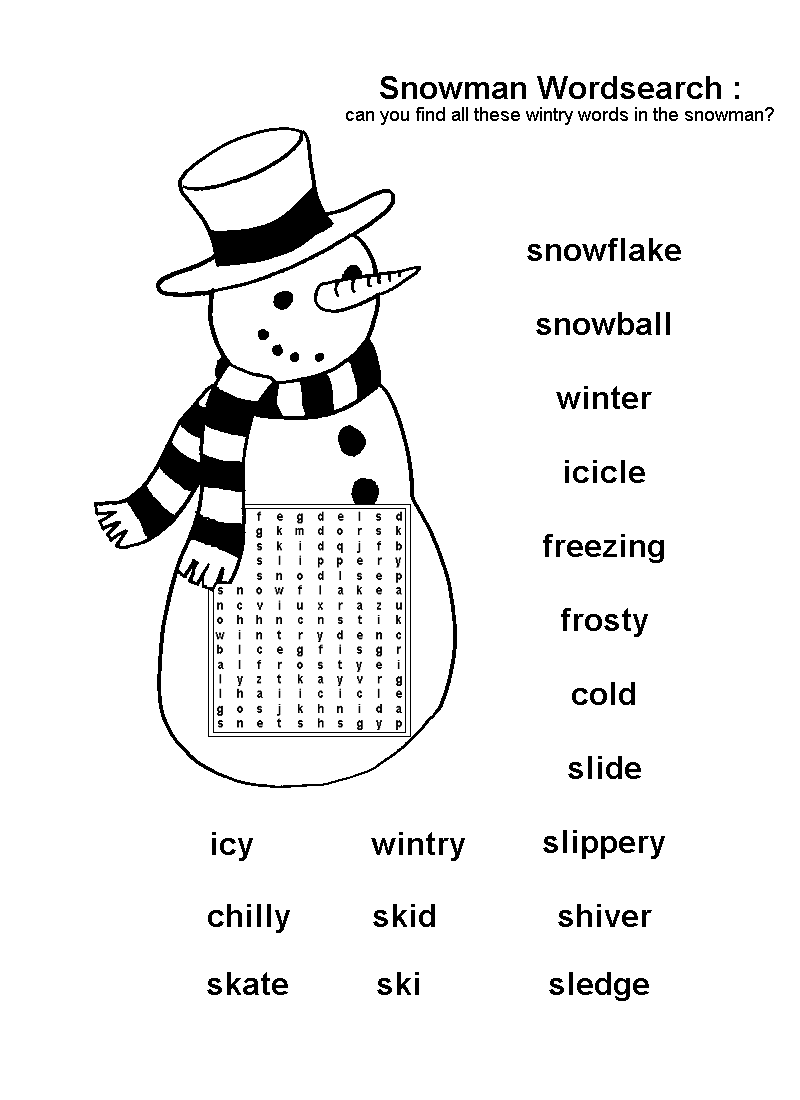 Snowman Wordsearch :
can you find all these wintry words in the snowman?
snowflake
snowball
winter
icicle
freezing
frosty
cold
slide
f e g d e l s d
g k m d o r s k
s k i d q j f b
s l i p p e r y
s n o d l s e p
s n o w f l a k e a
n c v i u x r a z u
o h h n c n s t i k
w i n t r y d e n c
b l c e g f i s g r
a l f r o s t y e i
l y z t k a y v r g
l h a i i c i c l e
g o s j k h n i d a
s n e t s h s g y p
icy wintry slippery
chilly skid shiver
skate ski sledge